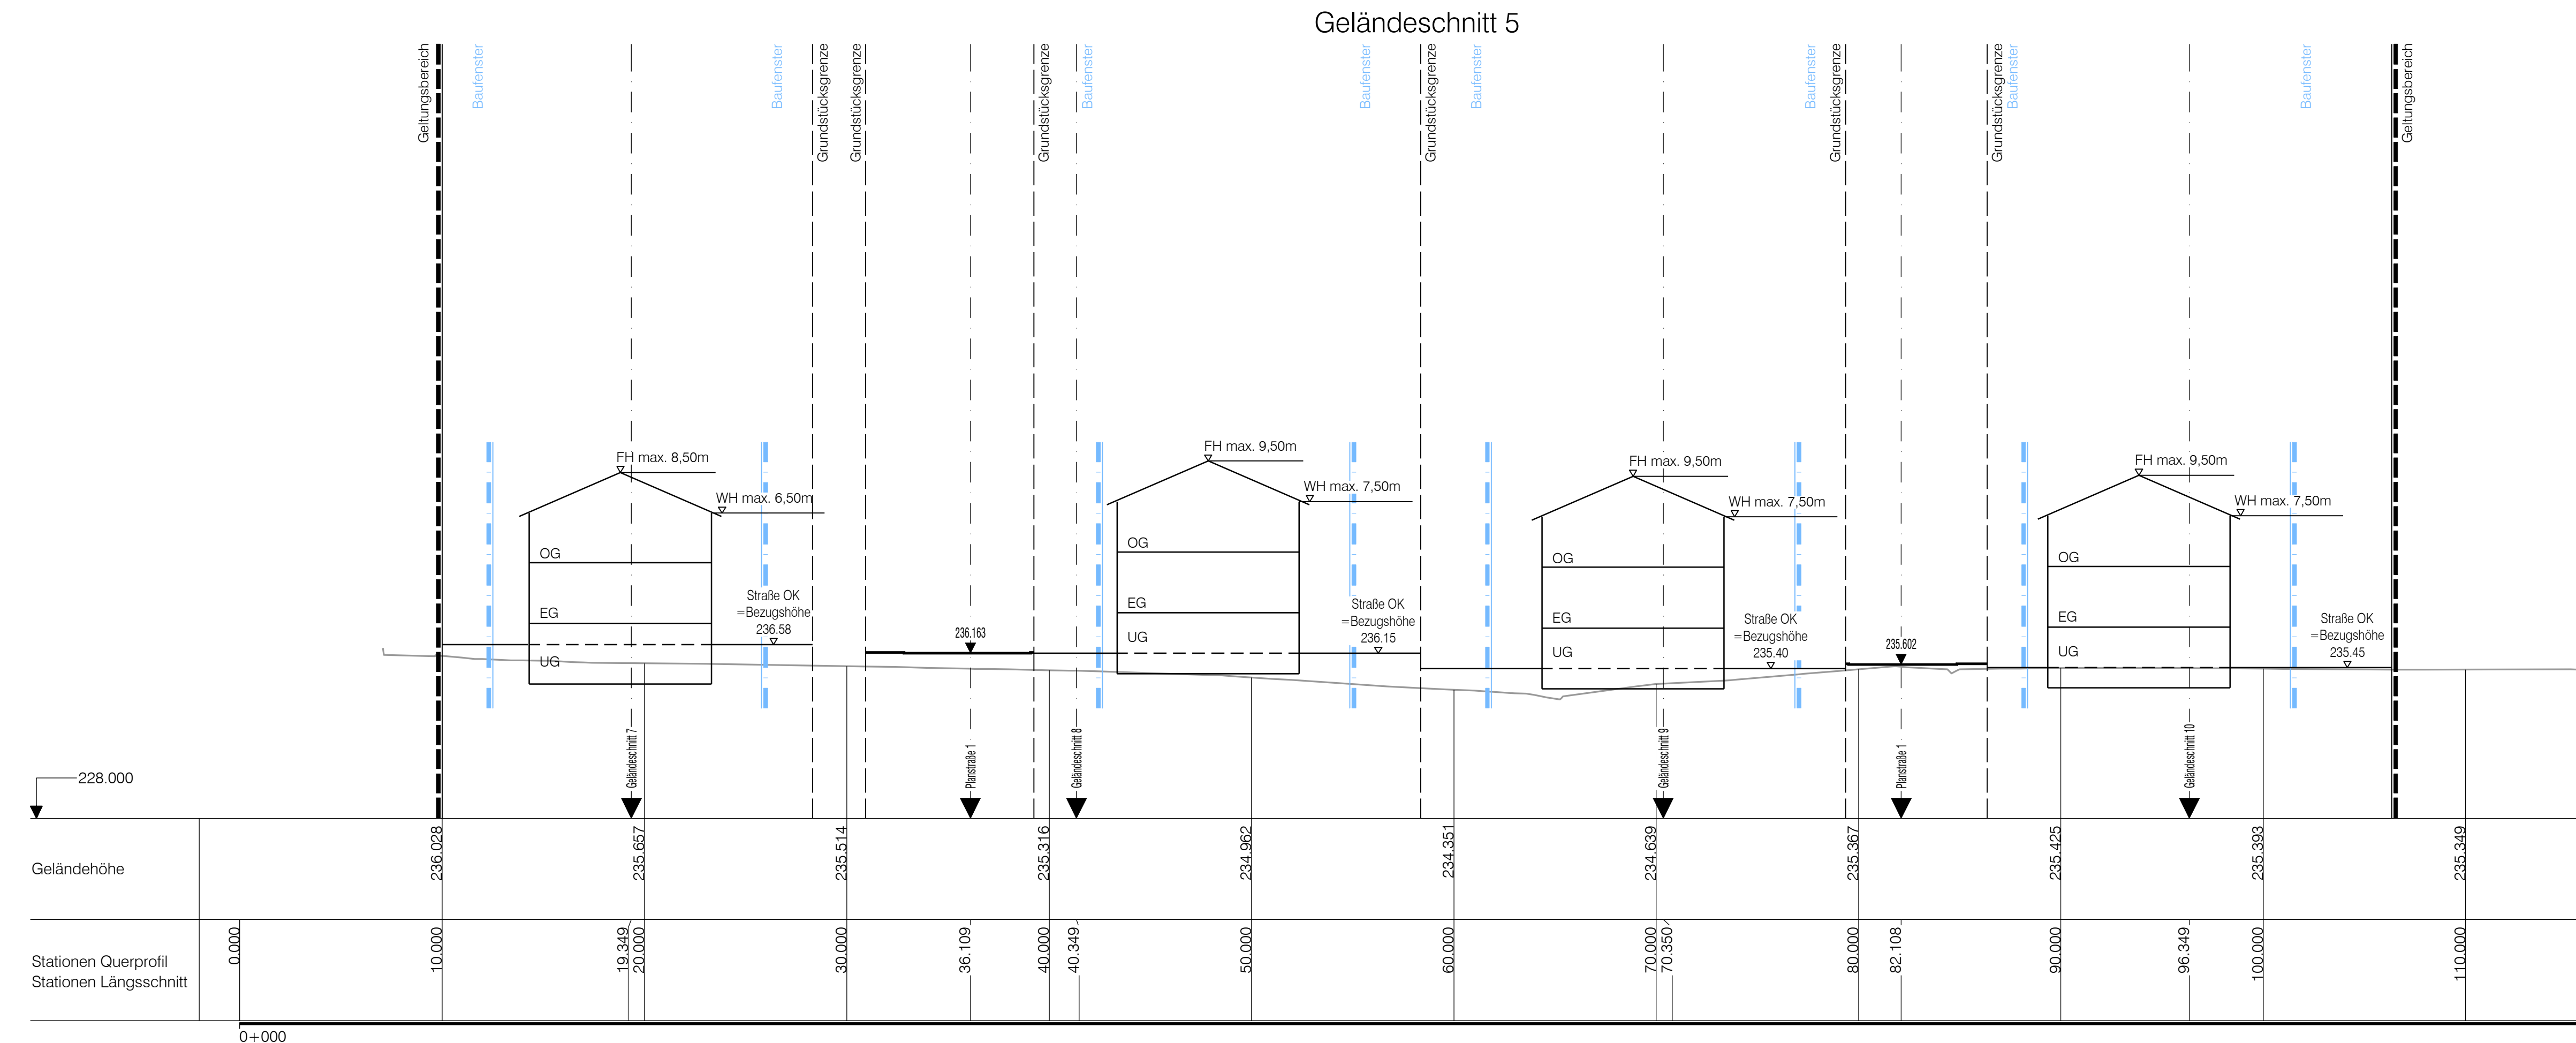 Geländeschnitt 5
Geltungsbereich
Baufenster
Baufenster
Grundstücksgrenze
Grundstücksgrenze
Grundstücksgrenze
Baufenster
Baufenster
Grundstücksgrenze
Baufenster
Baufenster
Grundstücksgrenze
Grundstücksgrenze
Baufenster
Baufenster
Geltungsbereich
FH max. 8,50m
WH max. 6,50m
OG
EG
UG
Straße OK
=Bezugshöhe
236.58
236.163
FH max. 9,50m
WH max. 7,50m
OG
EG
UG
Straße OK
=Bezugshöhe
236.15
FH max. 9,50m
WH max. 7,50m
OG
EG
UG
Straße OK
=Bezugshöhe
235.40
235.602
FH max. 9,50m
WH max. 7,50m
OG
EG
UG
Straße OK
=Bezugshöhe
235.45
Geländeschnitt 7
Planstraße 1
Geländeschnitt 8
Geländeschnitt 9
Planstraße 1
Geländeschnitt 10
228.000
Geländehöhe
236.028
235.657
235.514
235.316
234.962
234.351
234.639
235.367
235.425
235.393
235.349
Stationen Querprofil
Stationen Längsschnitt
0.000
10.000
19.349
20.000
30.000
36.109
40.000
40.349
50.000
60.000
70.000
70.350
80.000
82.108
90.000
96.349
100.000
110.000
0+000